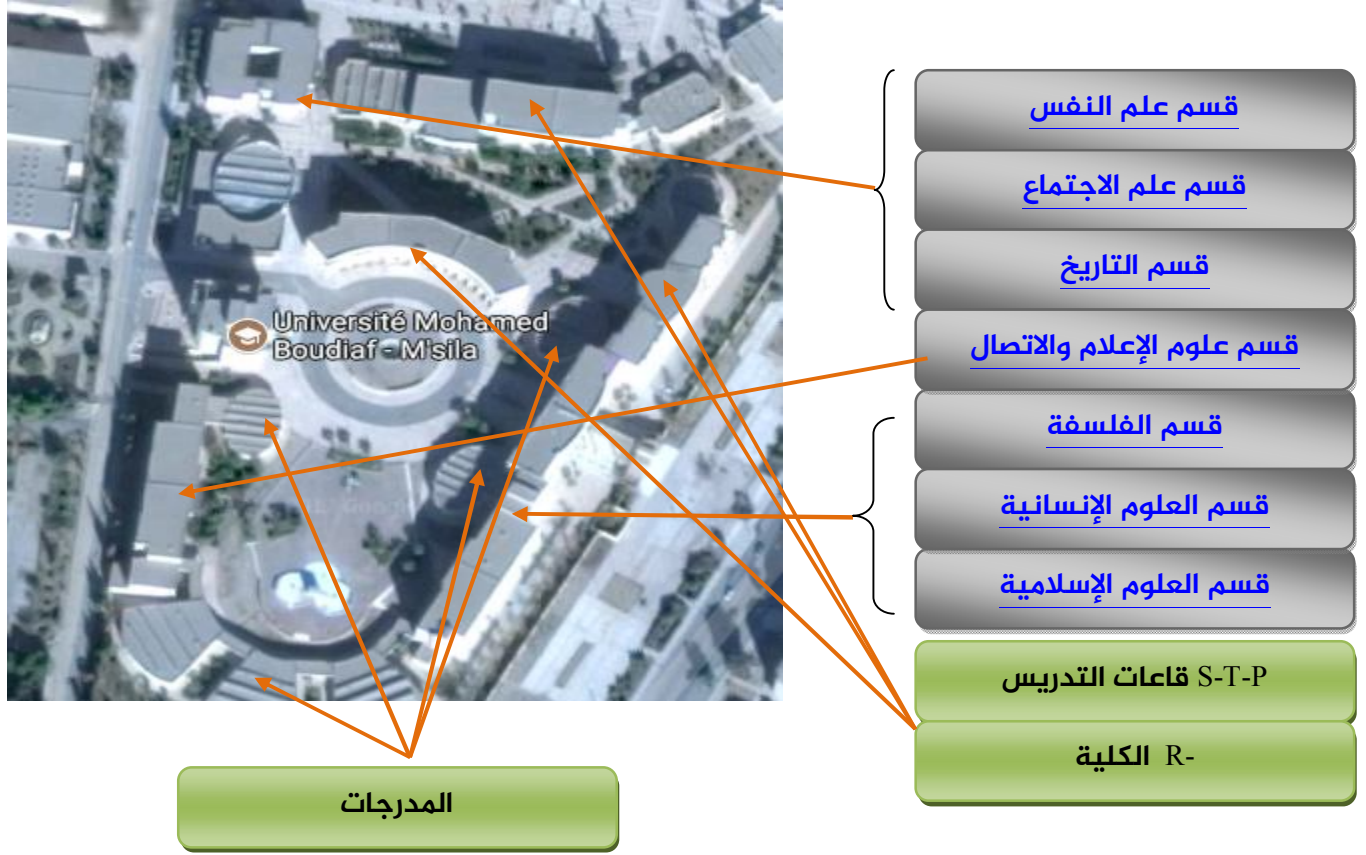 قسم علم النفس
قسم علم الاجتماع
قسم التاريخ
قسم علوم الإعلام والاتصال
قسم الفلسفة
قسم العلوم الإنسانية
قسم العلوم الإسلامية
S-T-P قاعات التدريس
R- الكلية
Université Mohamed
Boudiaf - M'sila
المدرجات